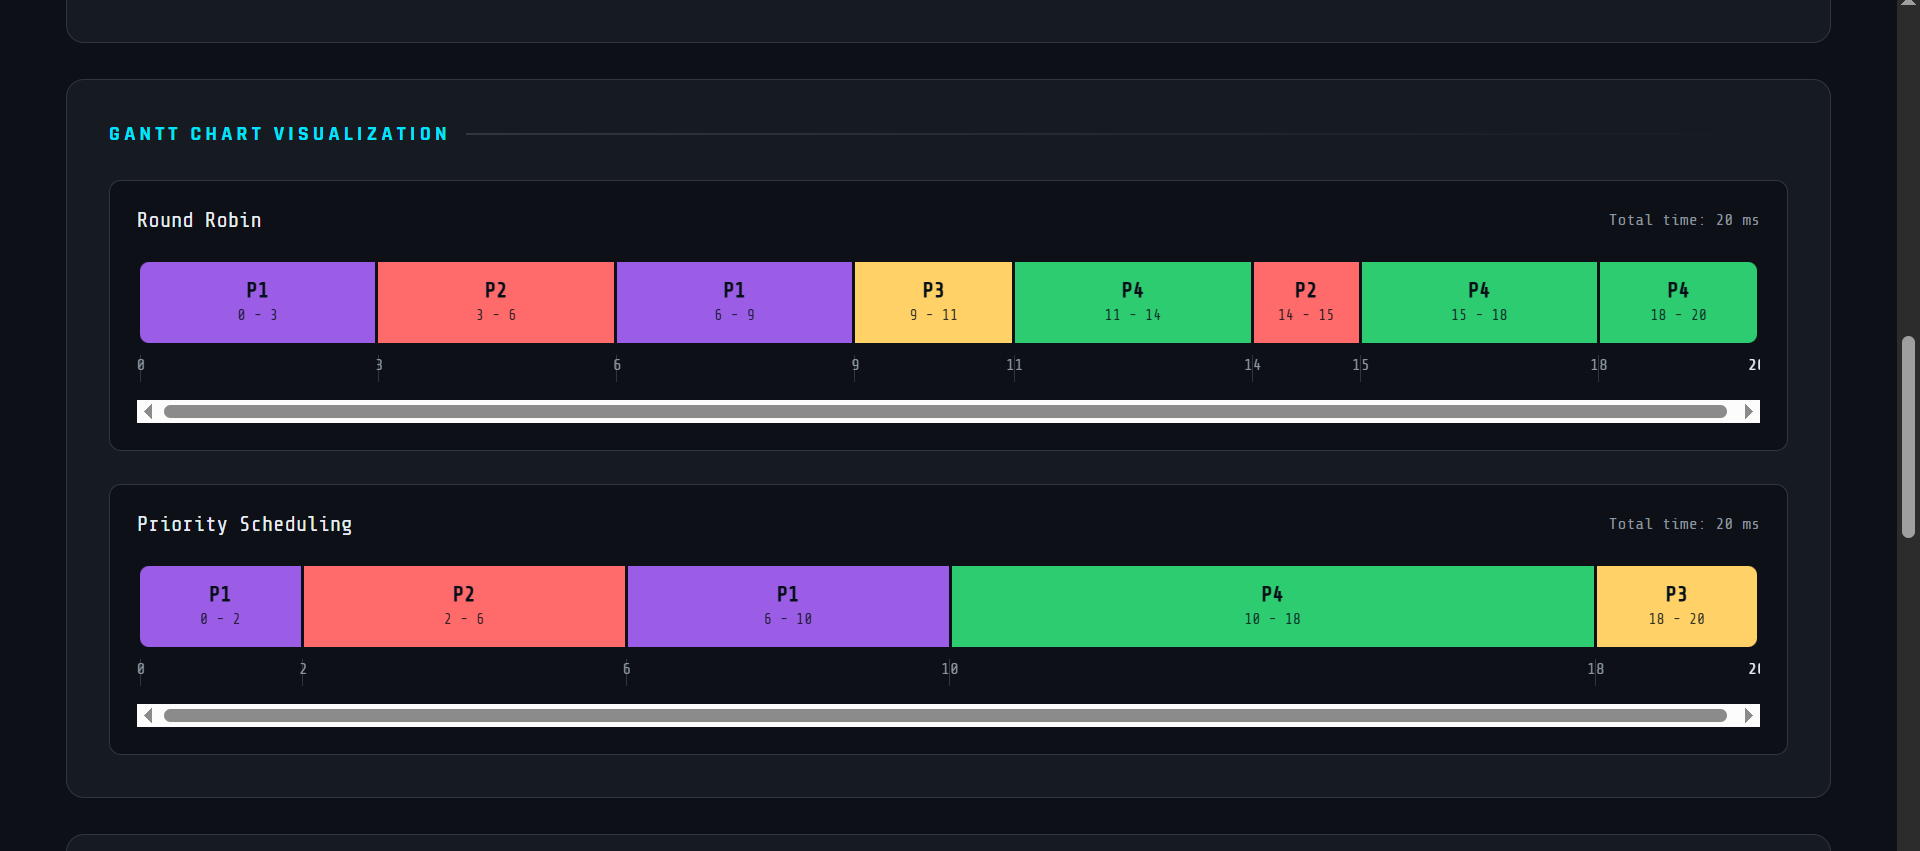 GANTT CHART VISUALIZATION
Round Robin
Total time: 20 ms
P1 P2 P1 P3 P4 P2 P4 P4
0 – 3 3 – 6 6 – 9 9 – 11 11 – 14 14 – 15 15 – 18 18 – 20
0 3 6 9 11 14 15 18
Priority Scheduling
Total time: 20 ms
P1 P2 P1 P4 P3
0 – 2 2 – 6 6 – 10 10 – 18 18 – 20
0 2 6 10 18